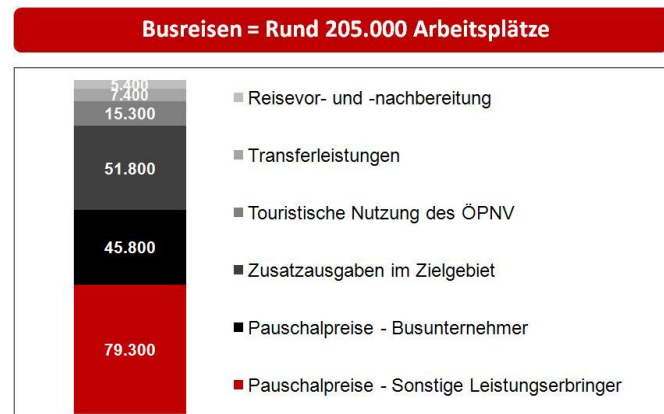 Busreisen = Rund 205.000 Arbeitsplätze
5.400
7.400
15.300
51.800
45.800
79.300
Reisevor- und -nachbereitung
Transferleistungen
Touristische Nutzung des ÖPNV
Zusatzausgaben im Zielgebiet
Pauschalpreise - Busunternehmer
Pauschalpreise - Sonstige Leistungserbringer